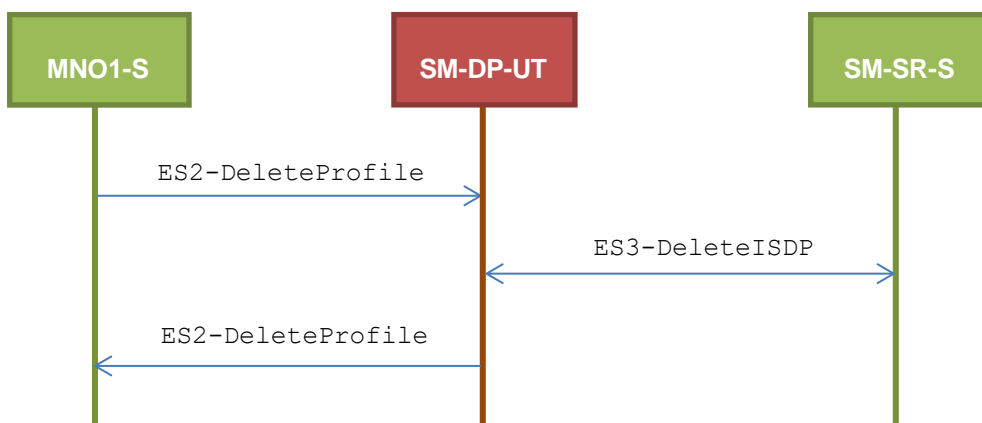 MNO1-S
SM-DP-UT
SM-SR-S
ES2-DeleteProfile
ES3-DeleteISDP
ES2-DeleteProfile